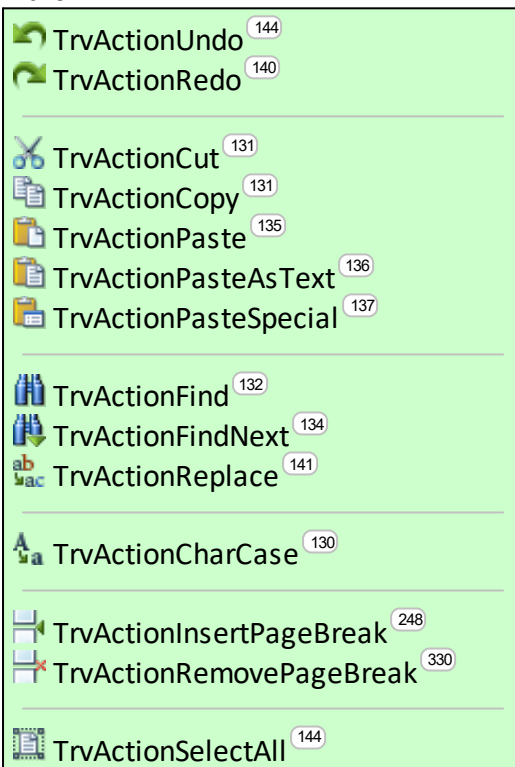 TrvActionUndo 144
TrvActionRedo 140
TrvActionCut 131
TrvActionCopy 131
TrvActionPaste 135
TrvActionPasteAsText 136
TrvActionPasteSpecial 137
TrvActionFind 132
TrvActionFindNext 134
ab
ac TrvActionReplace 141
A
a TrvActionCharCase 130
TrvActionInsertPageBreak 248
TrvActionRemovePageBreak 330
TrvActionSelectAll 144